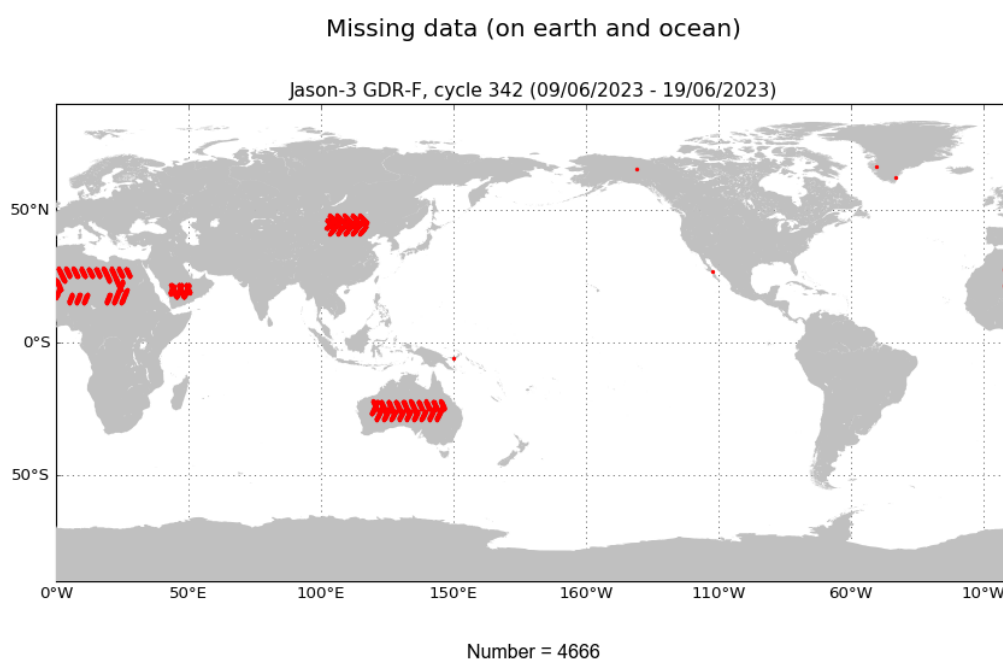 Missing data (on earth and ocean)
Jason-3 GDR-F, cycle 342 (09/06/2023 - 19/06/2023)
50°N
0°S
50°S
0°W 50°E 100°E 150°E 160°W 110°W 60°W 10°W
Number = 4666